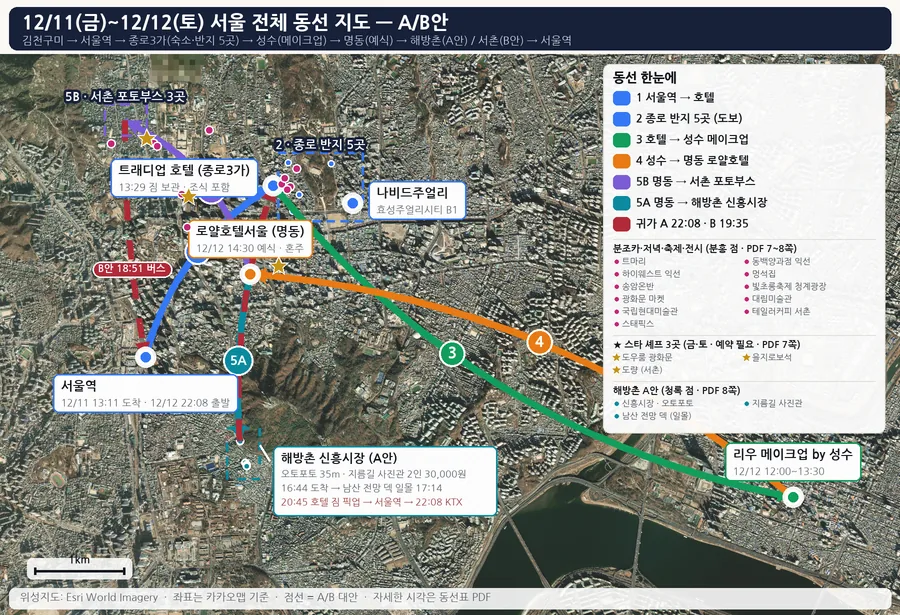 12/11(금)~12/12(토) 서울 전체 동선 지도 — A/B안
김천구미 → 서울역 → 종로3가(숙소·반지 5곳) → 성수(메이크업) → 명동(예식) → 해방촌(A안) / 서촌(B안) → 서울역
5B · 서촌 포토부스 3곳
2 · 종로 반지 5곳
트래디업 호텔 (종로3가)
13:29 짐 보관 · 조식 포함
나비드주얼리
효성주얼리시티 B1
로얄호텔서울 (명동)
12/12 14:30 예식 · 혼주
B안 18:51 버스
5A
3
4
서울역
12/11 13:11 도착 · 12/12 22:08 출발
해방촌 신흥시장 (A안)
오토포토 35m · 지름길 사진관 2인 30,000원
16:44 도착 → 남산 전망 덱 일몰 17:14
20:45 호텔 짐 픽업 → 서울역 → 22:08 KTX
리우 메이크업 by 성수
12/12 12:00~13:30
동선 한눈에
1 서울역 → 호텔
2 종로 반지 5곳 (도보)
3 호텔 → 성수 메이크업
4 성수 → 명동 로얄호텔
5B 명동 → 서촌 포토부스
5A 명동 → 해방촌 신흥시장
귀가 A 22:08 · B 19:35
분조카·저녁·축제·전시 (분홍 점 · PDF 7~8쪽)
트마리
동백양과점 익선
하이웨스트 익선
멍석집
송암온반
빛초롱축제 청계광장
광화문 마켓
대림미술관
국립현대미술관
테일러커피 서촌
스태픽스
★ 스타 셰프 3곳 (금·토 · 예약 필요 · PDF 7쪽)
도우룸 광화문
을지로보석
도량 (서촌)
해방촌 A안 (청록 점 · PDF 8쪽)
신흥시장 · 오토포토
지름길 사진관
남산 전망 덱 (일몰)
1km
위성지도: Esri World Imagery · 좌표는 카카오맵 기준 · 점선 = A/B 대안 · 자세한 시각은 동선표 PDF